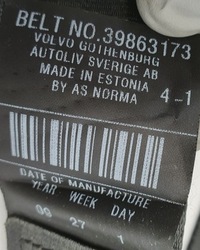 BELT NO.39863173
VOLVO GOTHENBURG
AUTOLIV SVERIGE AB
MADE IN ESTONIA
BY AS NORMA 4-1
DATE OF MANUFACTURE
YEAR WEEK DAY
06 27 1